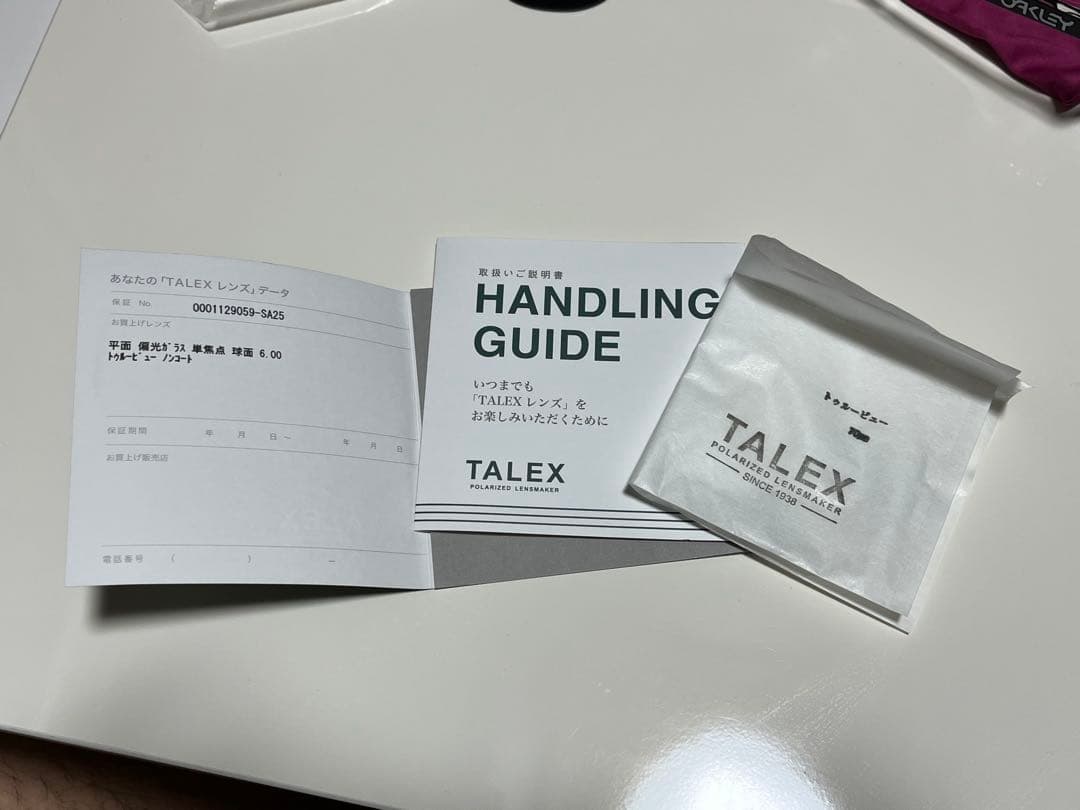 あなたの「TALEX レンズ」データ
保証 No. 0001129059-SA25
お買上げレンズ
平面 偏光ガラス 単焦点 球面 6.00
トゥルービュー ノンコート
保証期間 年 月 日 ～ 年 月 日
お買上げ販売店
電話番号 ( ) ー
取扱いご説明書
HANDLING
GUIDE
いつまでも
「TALEX レンズ」を
お楽しみいただくために
TALEX
POLARIZED LENSMAKER
トゥルービュー
TALEX
POLARIZED LENSMAKER
SINCE 1938
OAKLEY